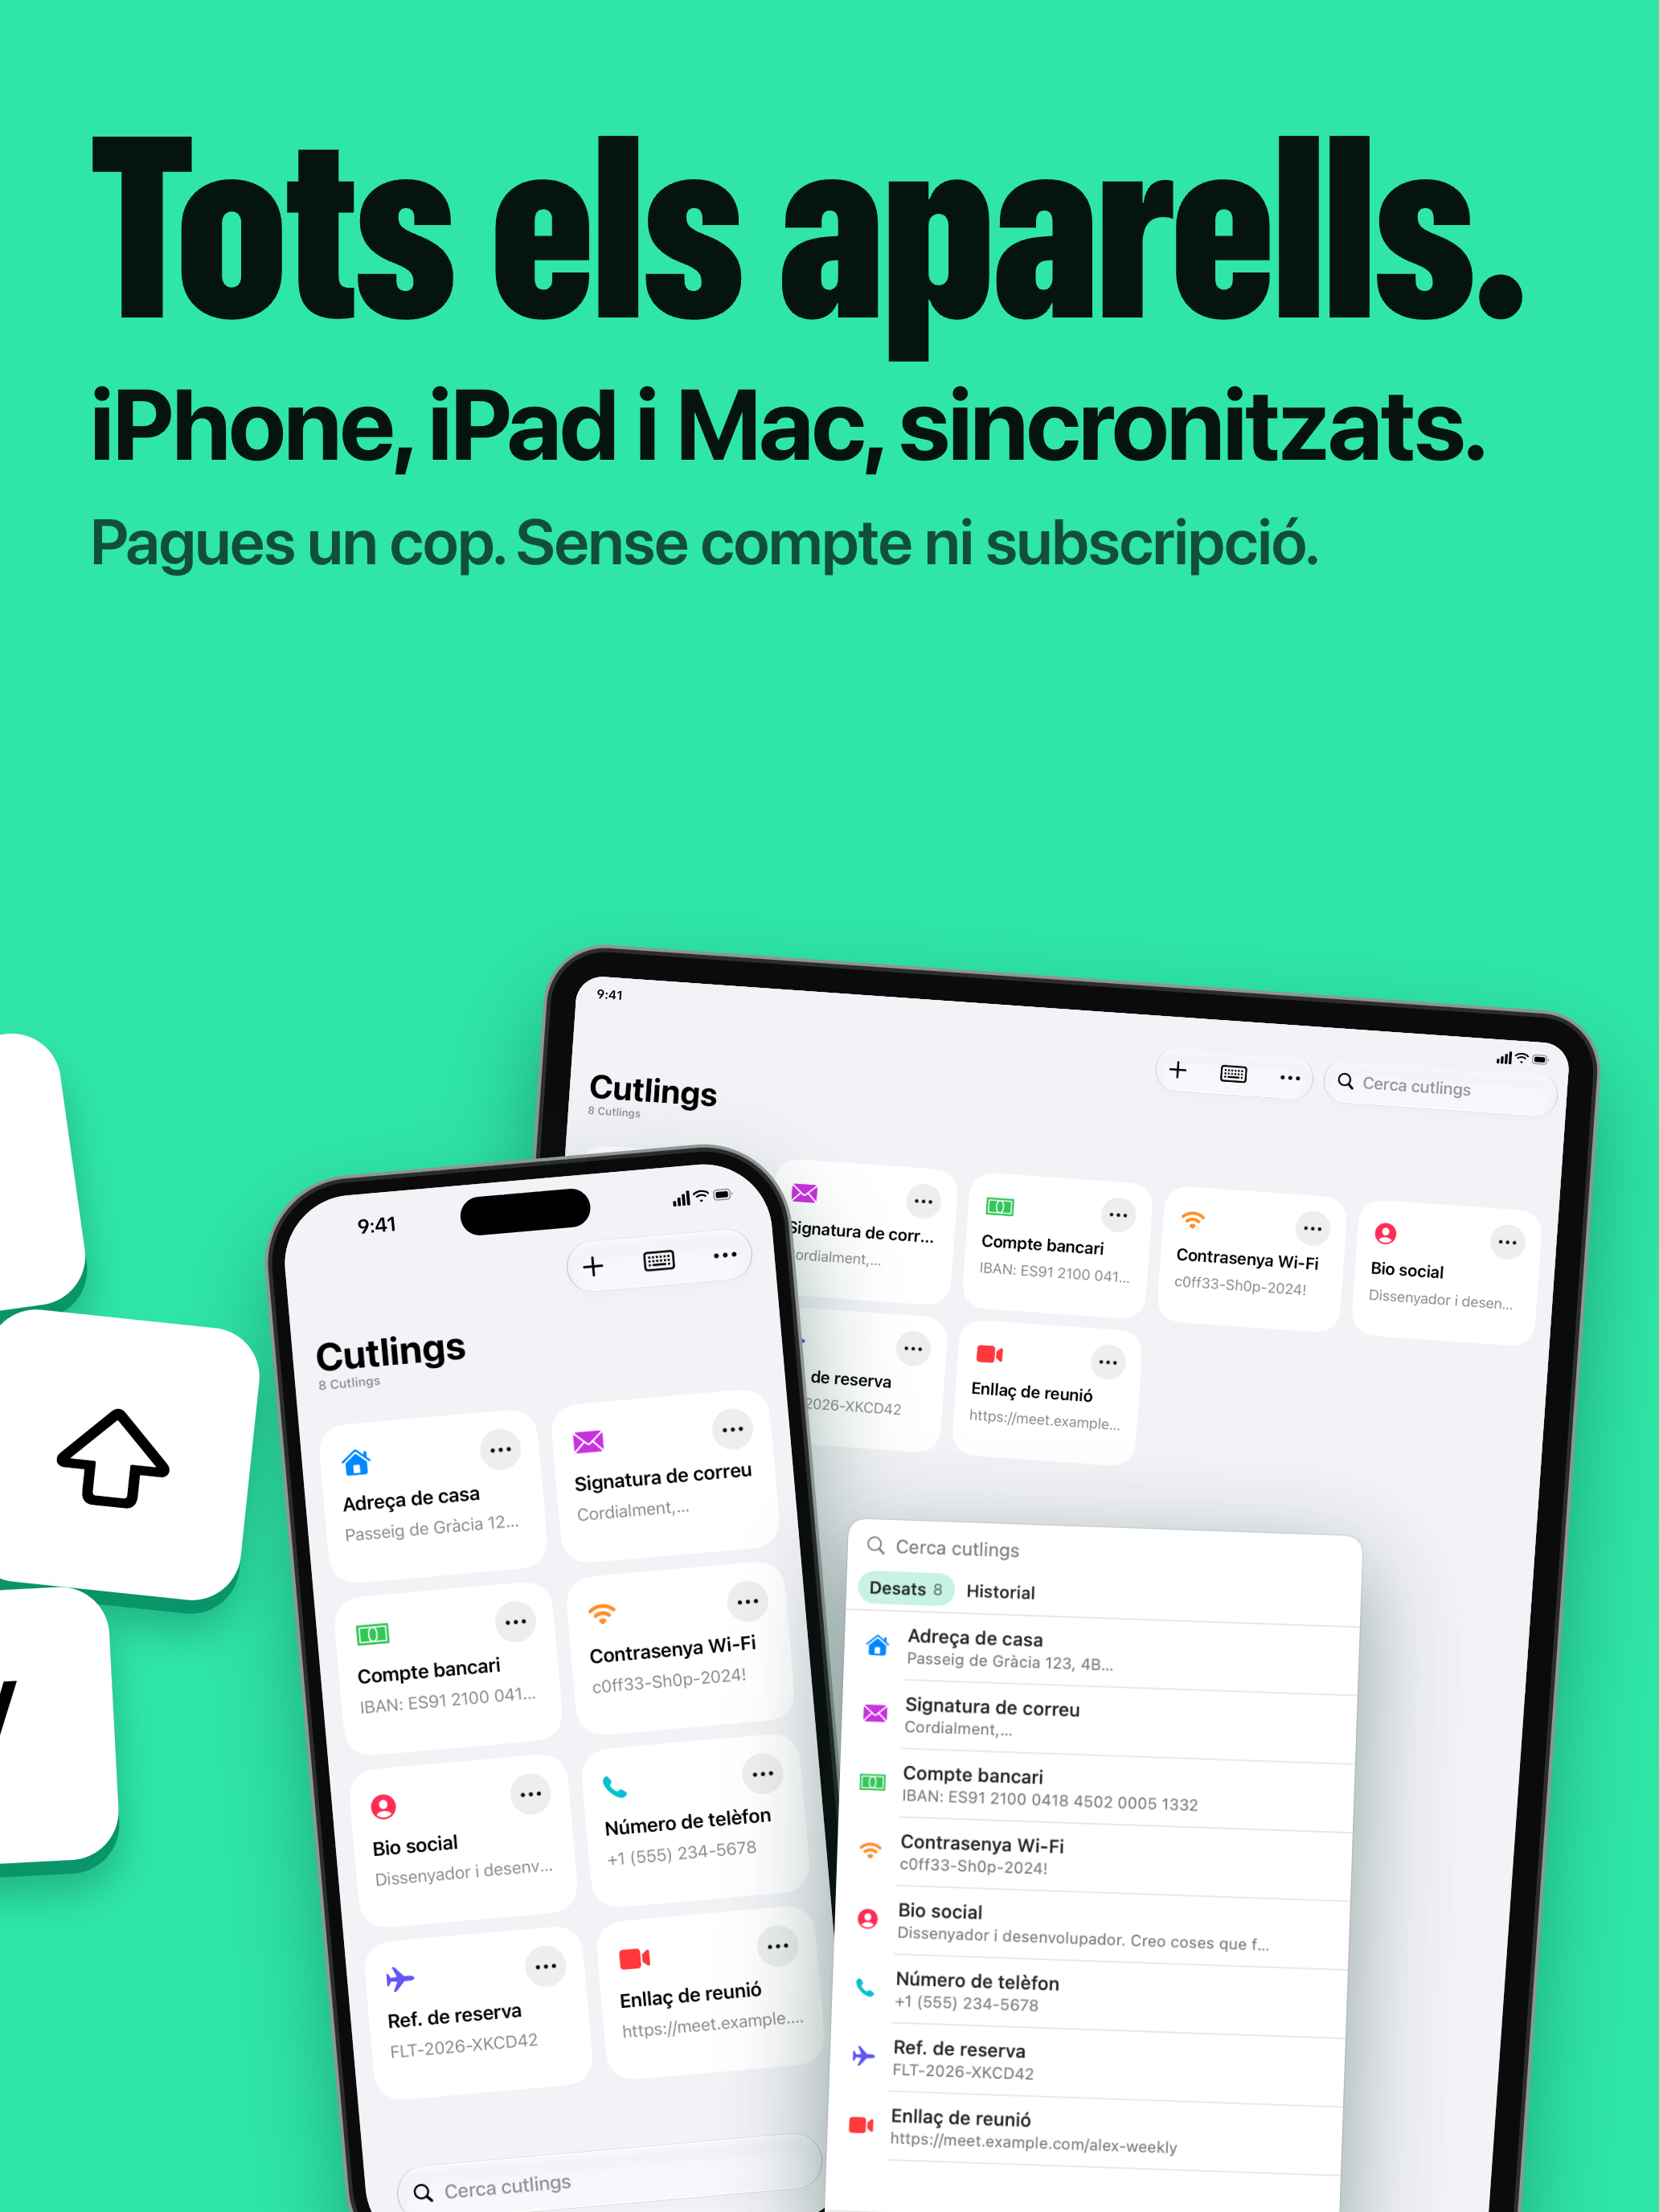 Tots els aparells.
iPhone, iPad i Mac, sincronitzats.
Pagues un cop. Sense compte ni subscripció.
9:41
Cutlings
8 Cutlings
Cerca cutlings
Signatura de corr...
Cordialment,...
Compte bancari
IBAN: ES91 2100 041...
Contrasenya Wi-Fi
c0ff33-Sh0p-2024!
Bio social
Dissenyador i desen...
de reserva
2026-XKCD42
Enllaç de reunió
https://meet.example...
9:41
Cutlings
8 Cutlings
Adreça de casa
Passeig de Gràcia 12...
Signatura de correu
Cordialment,...
Compte bancari
IBAN: ES91 2100 041...
Contrasenya Wi-Fi
c0ff33-Sh0p-2024!
Bio social
Dissenyador i desenv...
Número de telèfon
+1 (555) 234-5678
Ref. de reserva
FLT-2026-XKCD42
Enllaç de reunió
https://meet.example....
Cerca cutlings
Cerca cutlings
Desats 8 Historial
Adreça de casa
Passeig de Gràcia 123, 4B...
Signatura de correu
Cordialment,...
Compte bancari
IBAN: ES91 2100 0418 4502 0005 1332
Contrasenya Wi-Fi
c0ff33-Sh0p-2024!
Bio social
Dissenyador i desenvolupador. Creo coses que f...
Número de telèfon
+1 (555) 234-5678
Ref. de reserva
FLT-2026-XKCD42
Enllaç de reunió
https://meet.example.com/alex-weekly